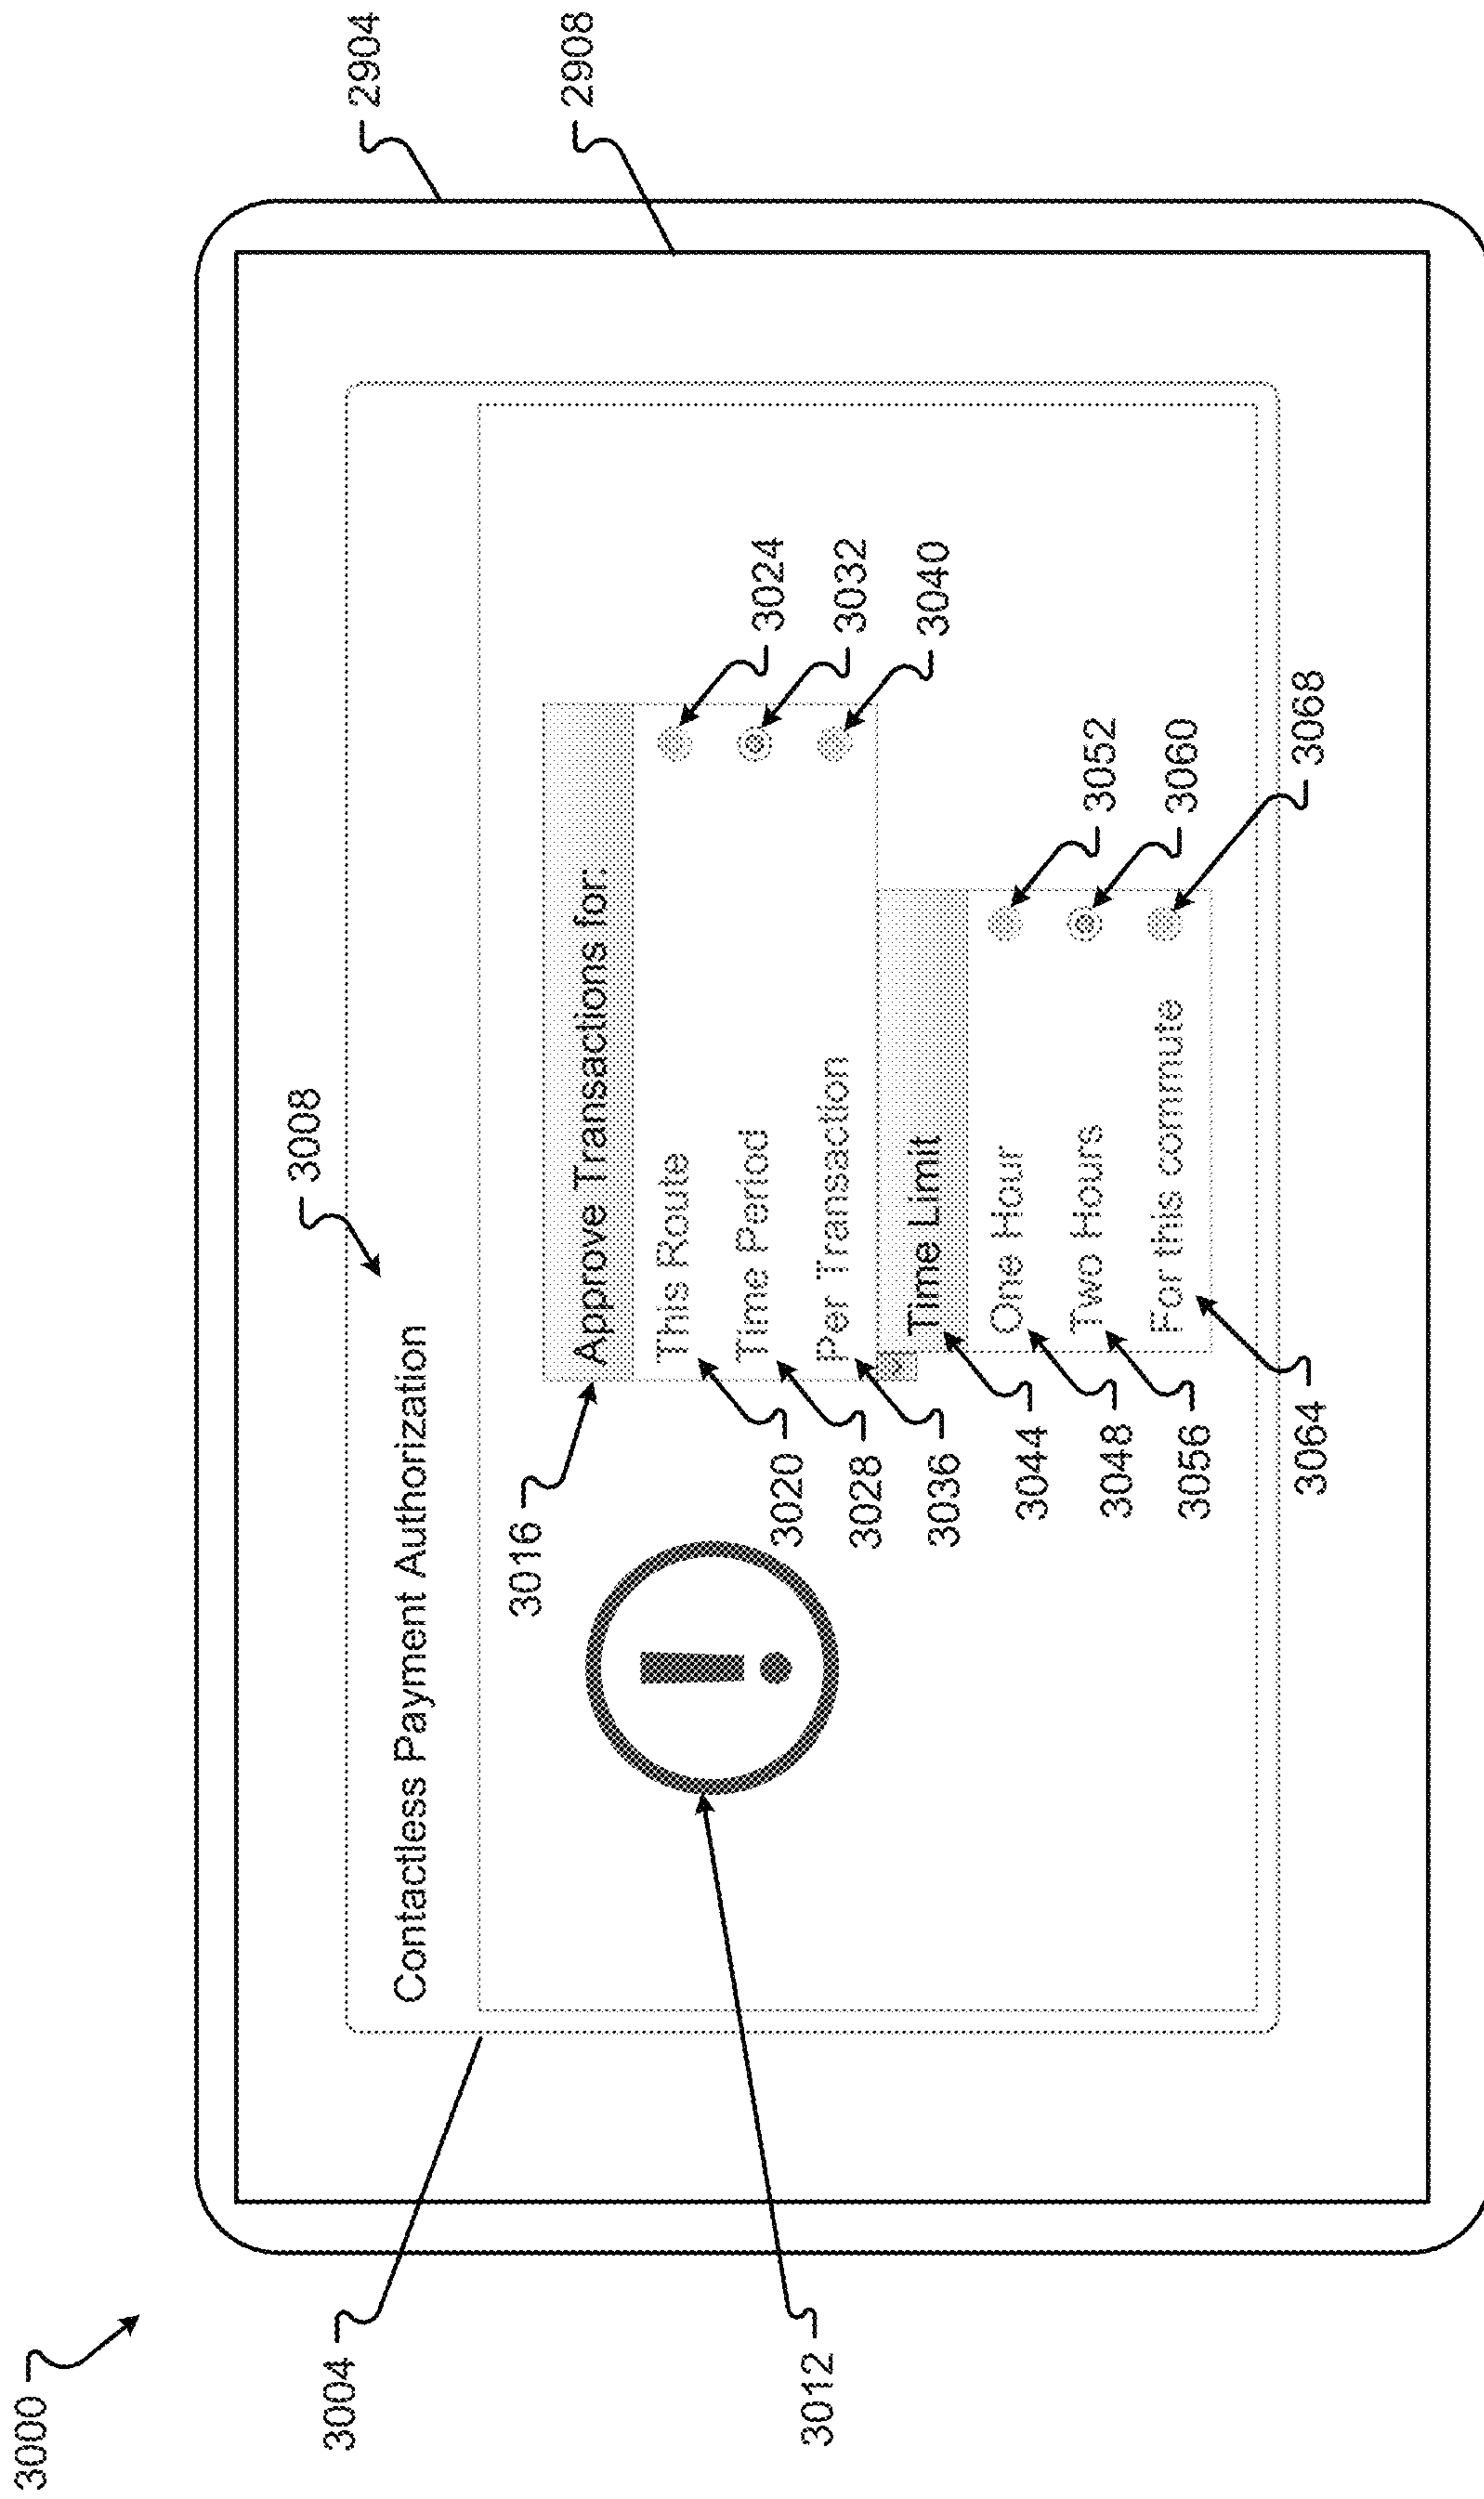 3000
2904
2908
3004
3008
Contactless Payment Authorization
3012
3016
Approve Transactions for:
This Route
3020
3024
Time Period
3028
3032
Per Transaction
3036
3040
Time Limit
3044
One Hour
3048
3052
Two Hours
3056
3060
For this commute
3064
3068